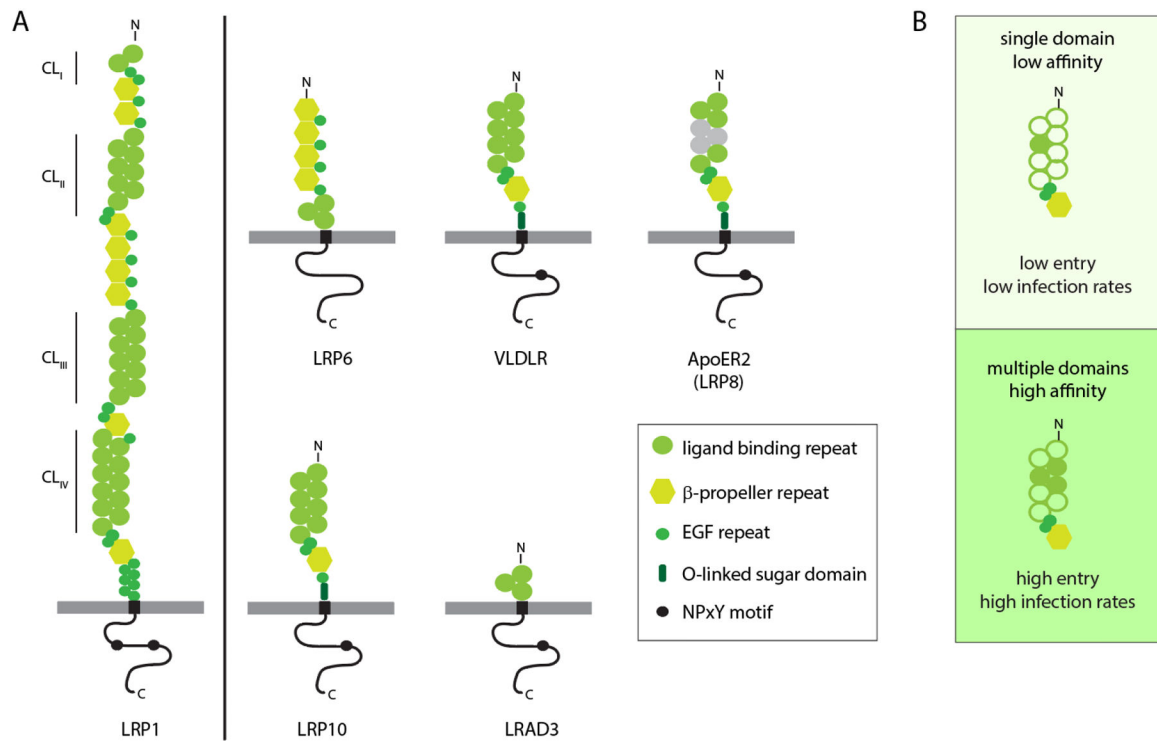 A
N
CL_I
CL_II
CL_III
CL_IV
C
LRP1
N
C
LRP6
N
C
VLDLR
N
C
ApoER2
(LRP8)
N
C
LRP10
N
C
LRAD3
ligand binding repeat
β-propeller repeat
EGF repeat
O-linked sugar domain
NPxY motif
B
single domain
low affinity
N
low entry
low infection rates
multiple domains
high affinity
N
high entry
high infection rates